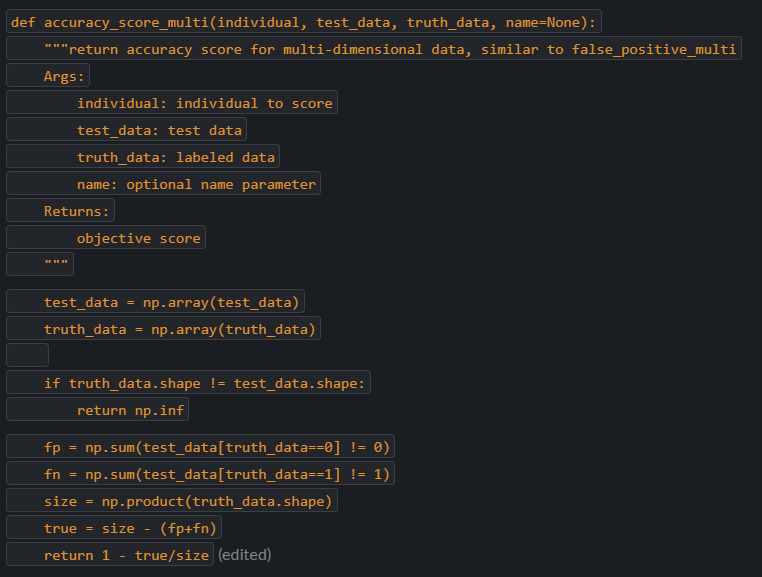 def accuracy_score_multi(individual, test_data, truth_data, name=None):
    """return accuracy score for multi-dimensional data, similar to false_positive_multi
    Args:
        individual: individual to score
        test_data: test data
        truth_data: labeled data
        name: optional name parameter
    Returns:
        objective score
    """
    test_data = np.array(test_data)
    truth_data = np.array(truth_data)
    if truth_data.shape != test_data.shape:
        return np.inf
    fp = np.sum(test_data[truth_data==0] != 0)
    fn = np.sum(test_data[truth_data==1] != 1)
    size = np.product(truth_data.shape)
    true = size - (fp+fn)
    return 1 - true/size (edited)